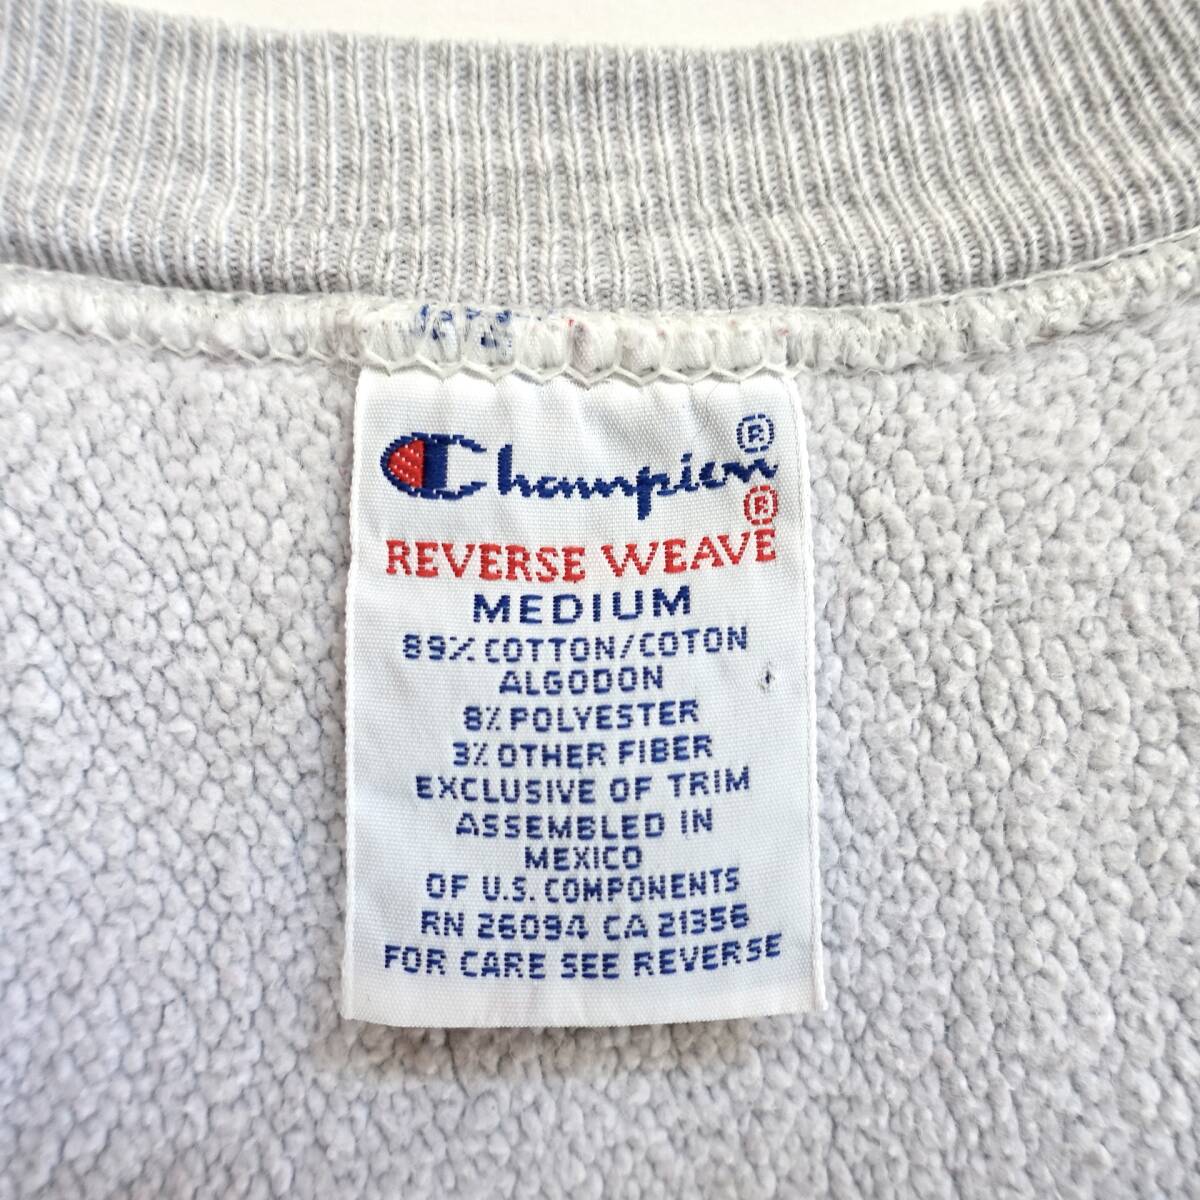 Champion®
REVERSE WEAVE®
MEDIUM
89% COTTON/COTON
ALGODON
8% POLYESTER
3% OTHER FIBER
EXCLUSIVE OF TRIM
ASSEMBLED IN
MEXICO
OF U.S. COMPONENTS
RN 26094 CA 21356
FOR CARE SEE REVERSE